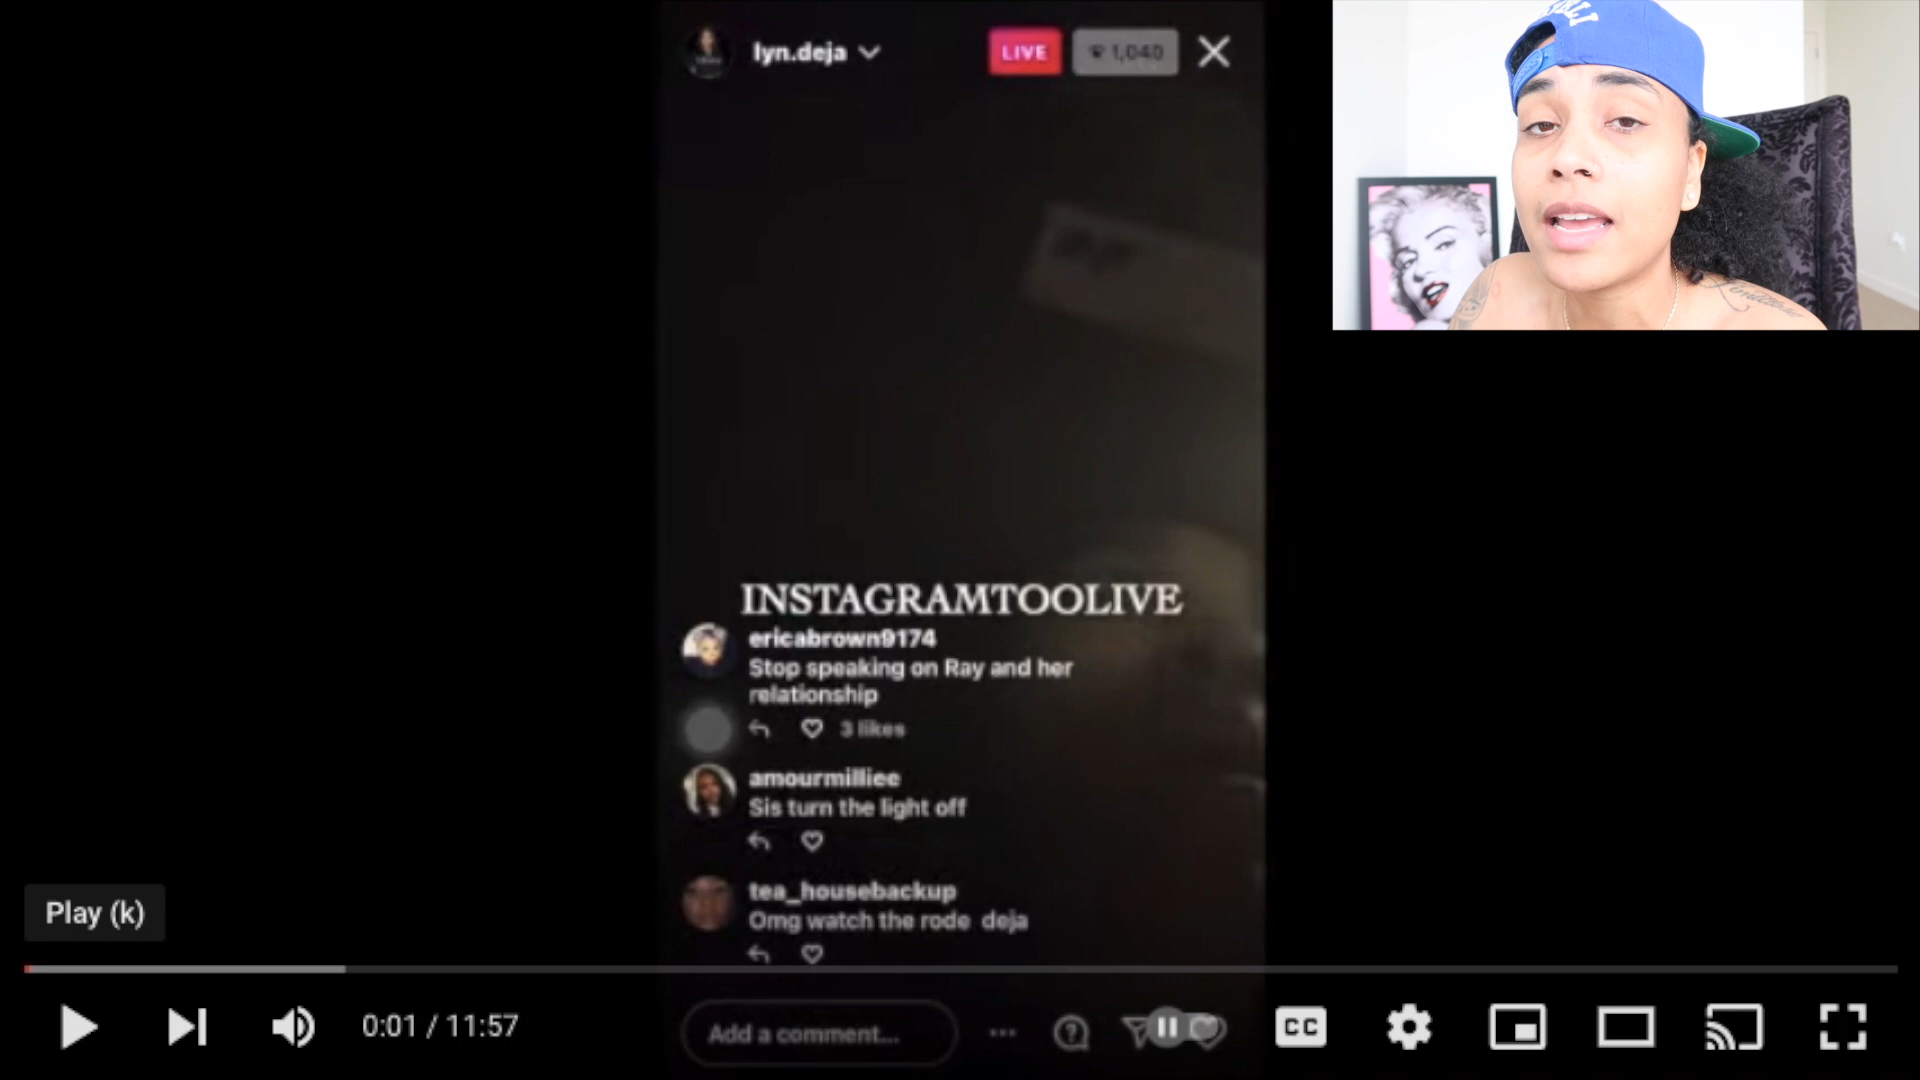 lyn.deja
LIVE
1,040
INSTAGRAMTOOLIVE
ericabrown9174
Stop speaking on Ray and her
relationship
3 likes
amourmilliee
Sis turn the light off
tea_housebackup
Omg watch the rode deja
Play (k)
0:01 / 11:57
Add a comment...
CC